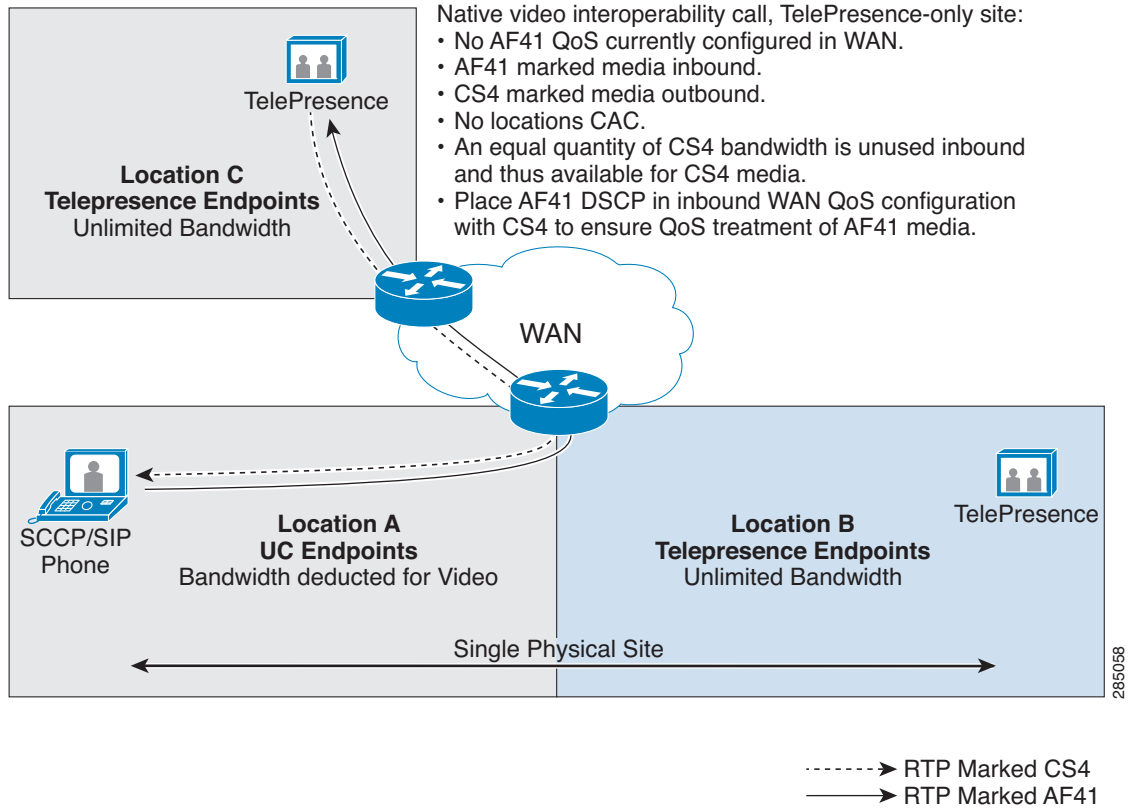 Native video interoperability call, TelePresence-only site:
• No AF41 QoS currently configured in WAN.
• AF41 marked media inbound.
• CS4 marked media outbound.
• No locations CAC.
• An equal quantity of CS4 bandwidth is unused inbound
and thus available for CS4 media.
• Place AF41 DSCP in inbound WAN QoS configuration
with CS4 to ensure QoS treatment of AF41 media.
TelePresence
Location C
Telepresence Endpoints
Unlimited Bandwidth
WAN
SCCP/SIP
Phone
Location A
UC Endpoints
Bandwidth deducted for Video
TelePresence
Location B
Telepresence Endpoints
Unlimited Bandwidth
Single Physical Site
285058
RTP Marked CS4
RTP Marked AF41